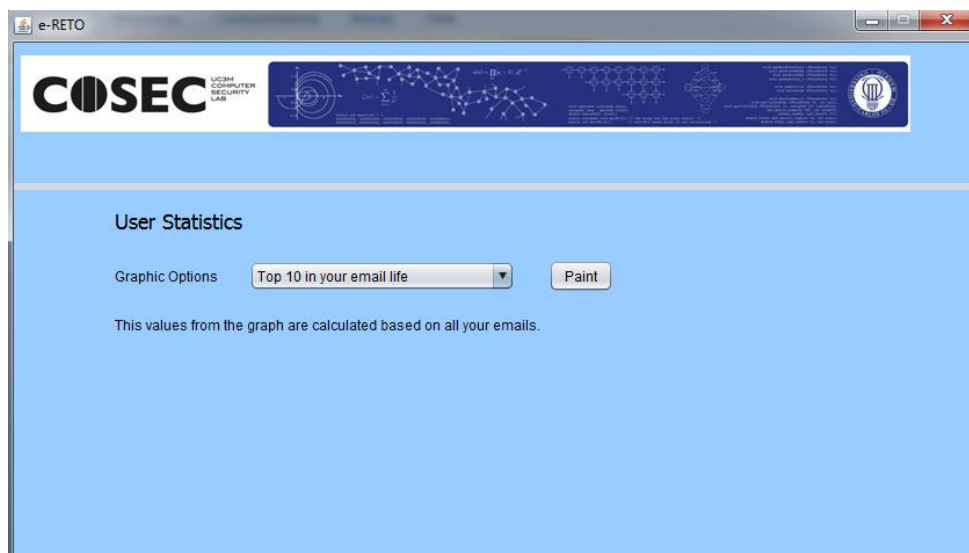 e-RETO
COSEC
UC3M
COMPUTER
SECURITY
LAB
User Statistics
Graphic Options
Top 10 in your email life
Paint
This values from the graph are calculated based on all your emails.